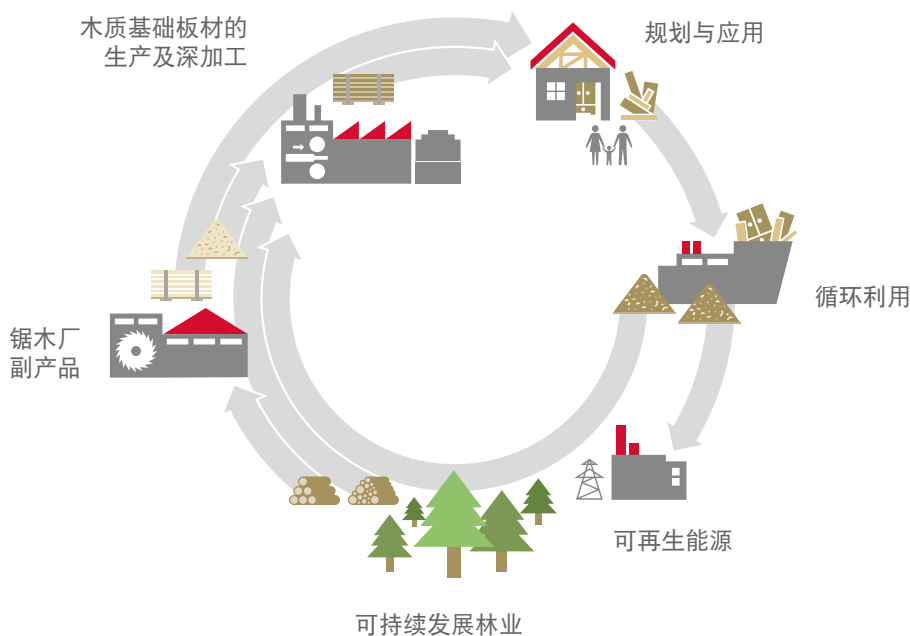 木质基础板材的
生产及深加工
规划与应用
循环利用
锯木厂
副产品
可再生能源
可持续发展林业